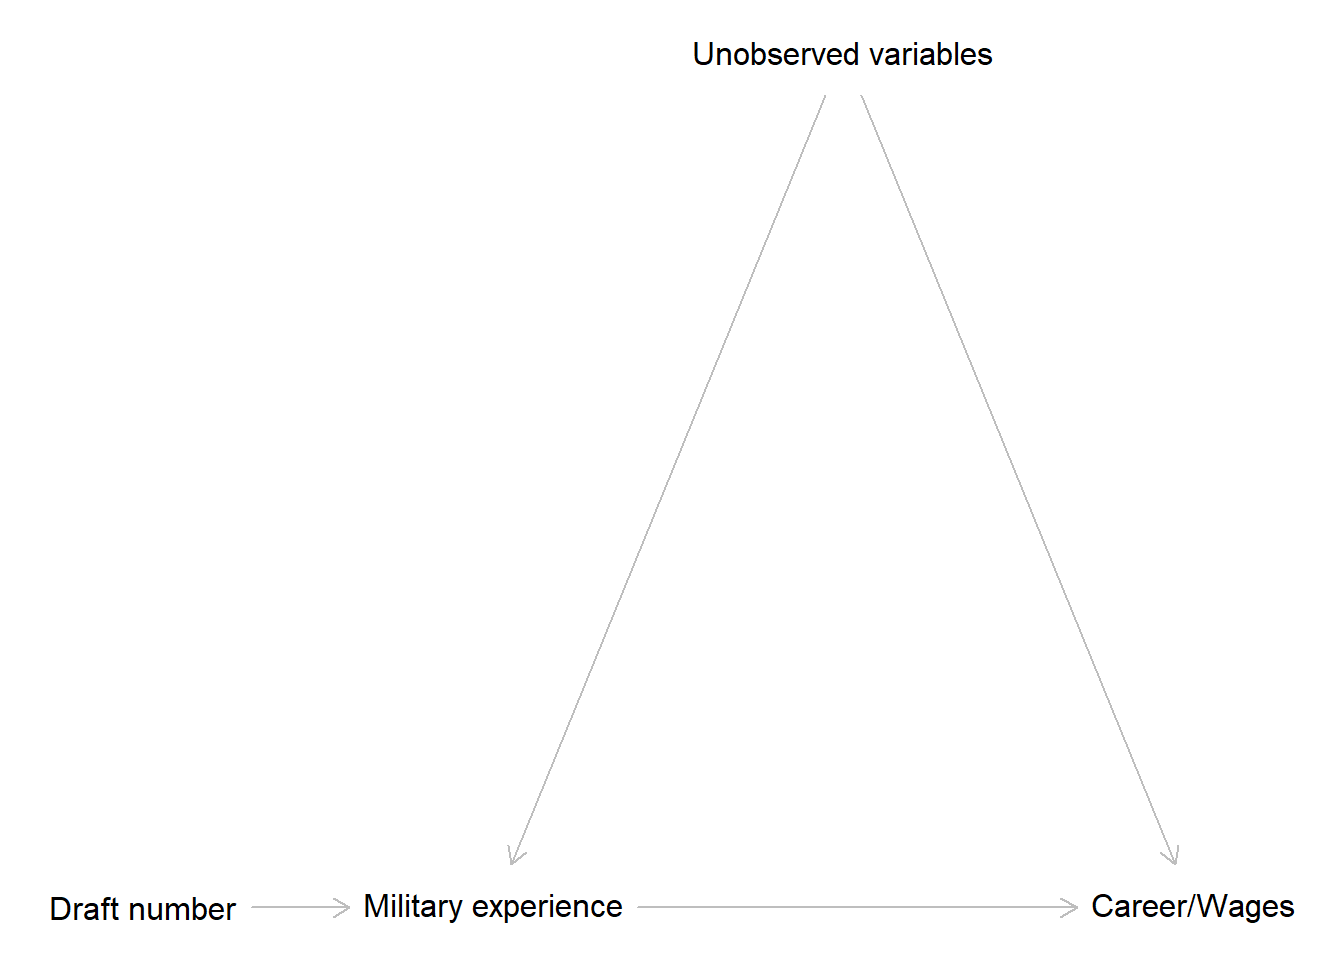 Unobserved variables
Draft number
Military experience
Career/Wages